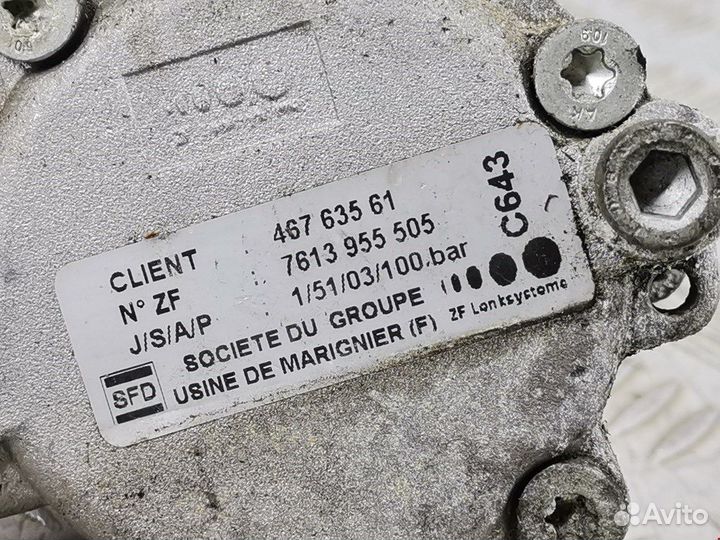 CLIENT 467 635 61
N° ZF 7613 955 505
J/S/A/P 1/51/03/100.bar
C643
SFD SOCIETE DU GROUPE
USINE DE MARIGNIER (F)
ZF Lenksysteme
Avito